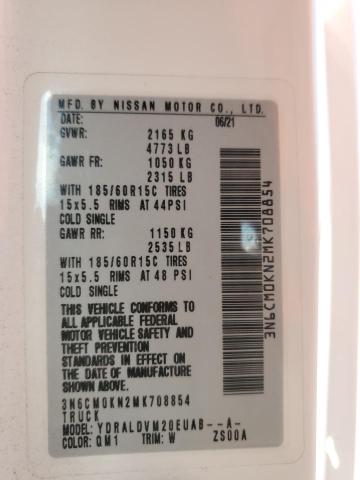 MFD. BY NISSAN MOTOR CO., LTD.
DATE: 06/21
GVWR: 2165 KG
4773 LB
GAWR FR: 1050 KG
2315 LB
WITH 185/60R15C TIRES
15x5.5 RIMS AT 44PSI
COLD SINGLE
GAWR RR: 1150 KG
2535 LB
WITH 185/60R15C TIRES
15x5.5 RIMS AT 48 PSI
COLD SINGLE
THIS VEHICLE CONFORMS TO
ALL APPLICABLE FEDERAL
MOTOR VEHICLE SAFETY AND
THEFT PREVENTION
STANDARDS IN EFFECT ON THE
DATE OF MANUFACTURE SHOWN
ABOVE.
3N6CM0KN2MK708854
TRUCK
MODEL: YDRALDVM20EUAB--A-
COLOR: QM1 TRIM: W ZS00A
3N6CM0KN2MK708854